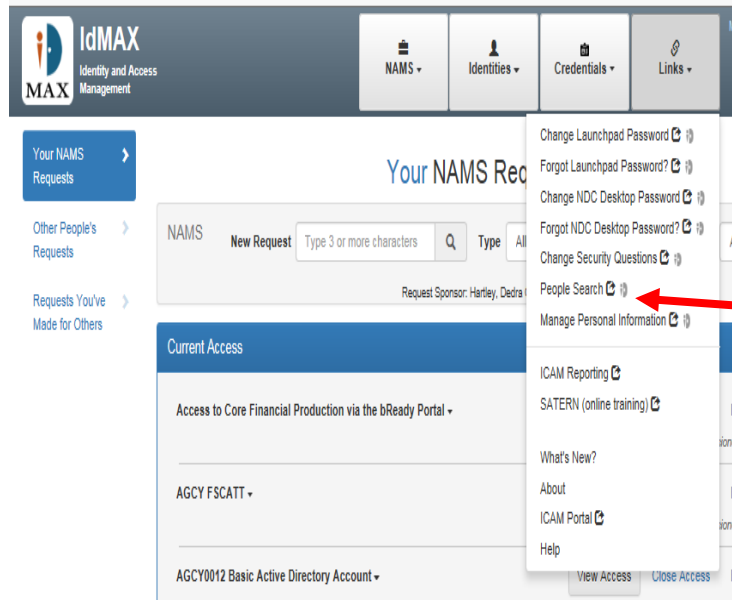 IdMAX
Identity and Access
Management
MAX
NAMS
Identities
Credentials
Links
Your NAMS
Requests
Other People's
Requests
Requests You've
Made for Others
Your NAMS Req
NAMS
New Request
Type 3 or more characters
Type
All
Request Sponsor: Hartley, Dedra
Current Access
Access to Core Financial Production via the bReady Portal
AGCY FSCATT
AGCY0012 Basic Active Directory Account
View Access
Close Access
Change Launchpad Password
Forgot Launchpad Password?
Change NDC Desktop Password
Forgot NDC Desktop Password?
Change Security Questions
People Search
Manage Personal Information
ICAM Reporting
SATERN (online training)
What's New?
About
ICAM Portal
Help